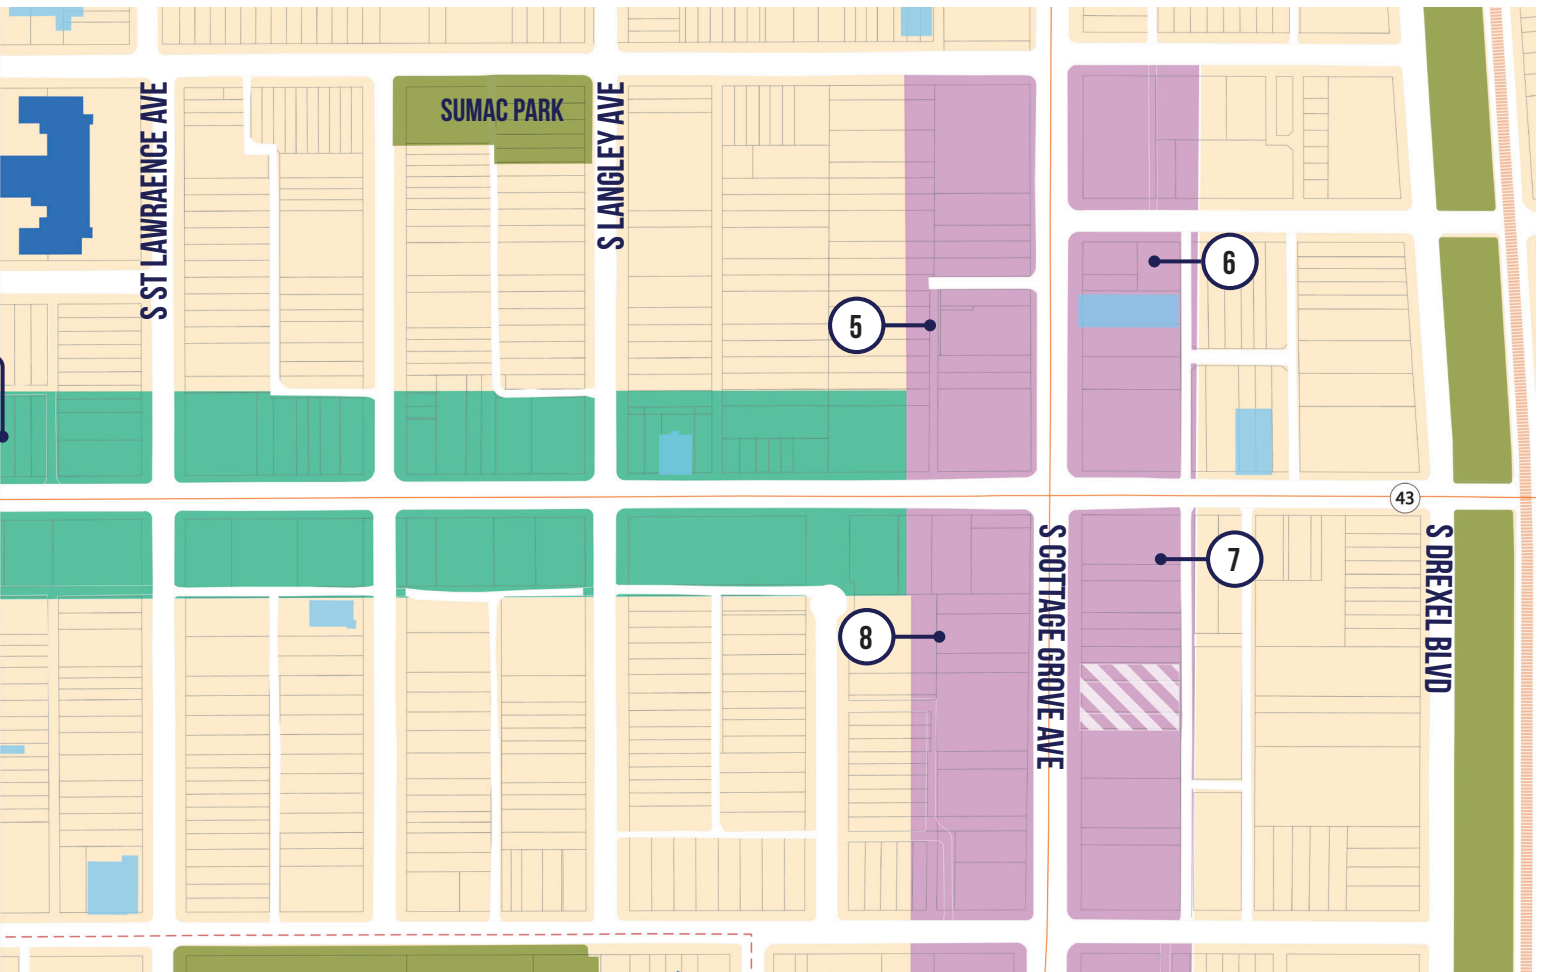 SUMAC PARK
S ST LAWRAENCE AVE
S LANGLEY AVE
6
5
43
7
8
S COTTAGE GROVE AVE
S DREXEL BLVD